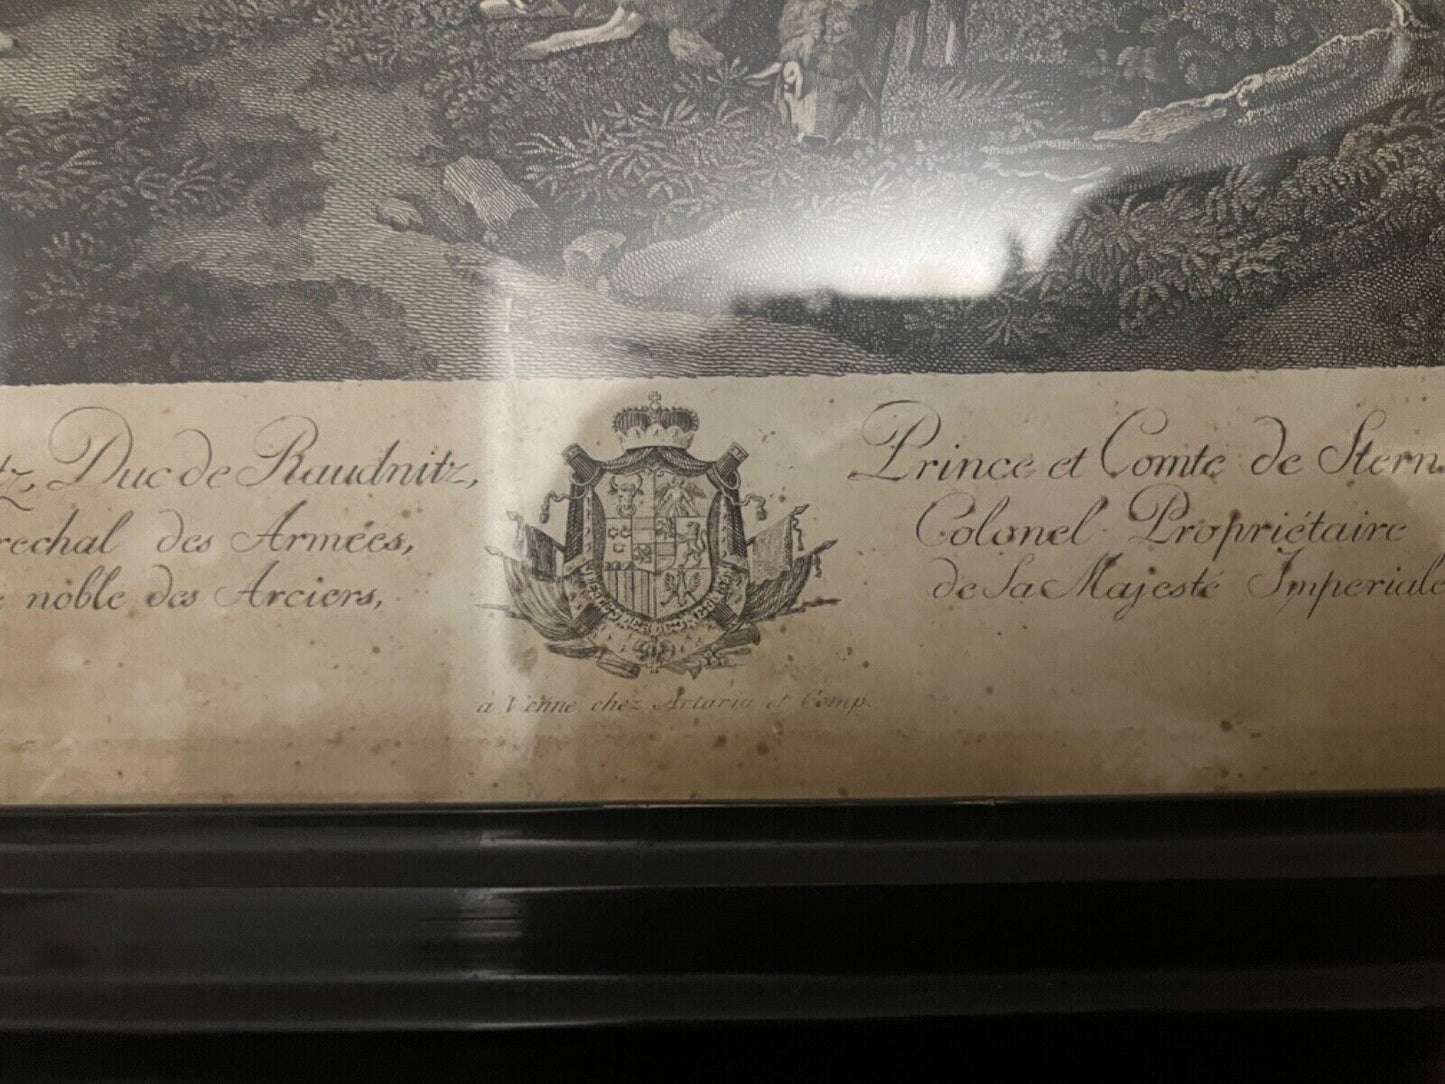 tz, Duc de Raudnitz, Prince et Comte de Stern
rechal des Armées, Colonel Propriétaire
noble des Arciers, de Sa Majesté Imperiale
à Vienne chez Artaria et Comp.